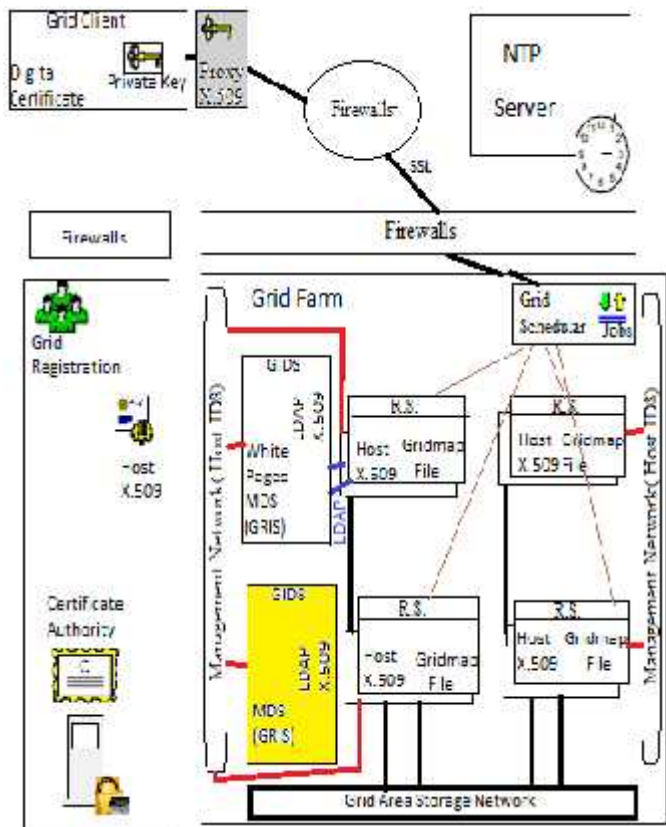 Grid Client
Digita
Certificate
Private Key
Proxy
X.509
Firewalls
SSL
NTP
Server
Firewalls
Firewalls
Grid
Registration
Host
X.509
Certificate
Authority
Grid Farm
Grid
Jobs
GIDS
LDAP
X.509
White
Pages
MDS
(GRIS)
LDAP
R.S.
Host
X.509
Gridmap
File
R.S.
Host
X.509
Gridmap
File
GIDS
LDAP
X.509
MDS
(GRIS)
R.S.
Host
X.509
Gridmap
File
R.S.
Host
X.509
Gridmap
File
Management Network( Host IDS)
Management Network( Host IDS)
Grid Area Storage Network